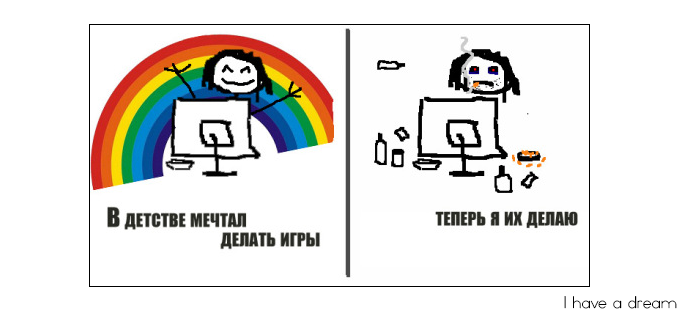 В ДЕТСТВЕ МЕЧТАЛ
ДЕЛАТЬ ИГРЫ
ТЕПЕРЬ Я ИХ ДЕЛАЮ
I have a dream